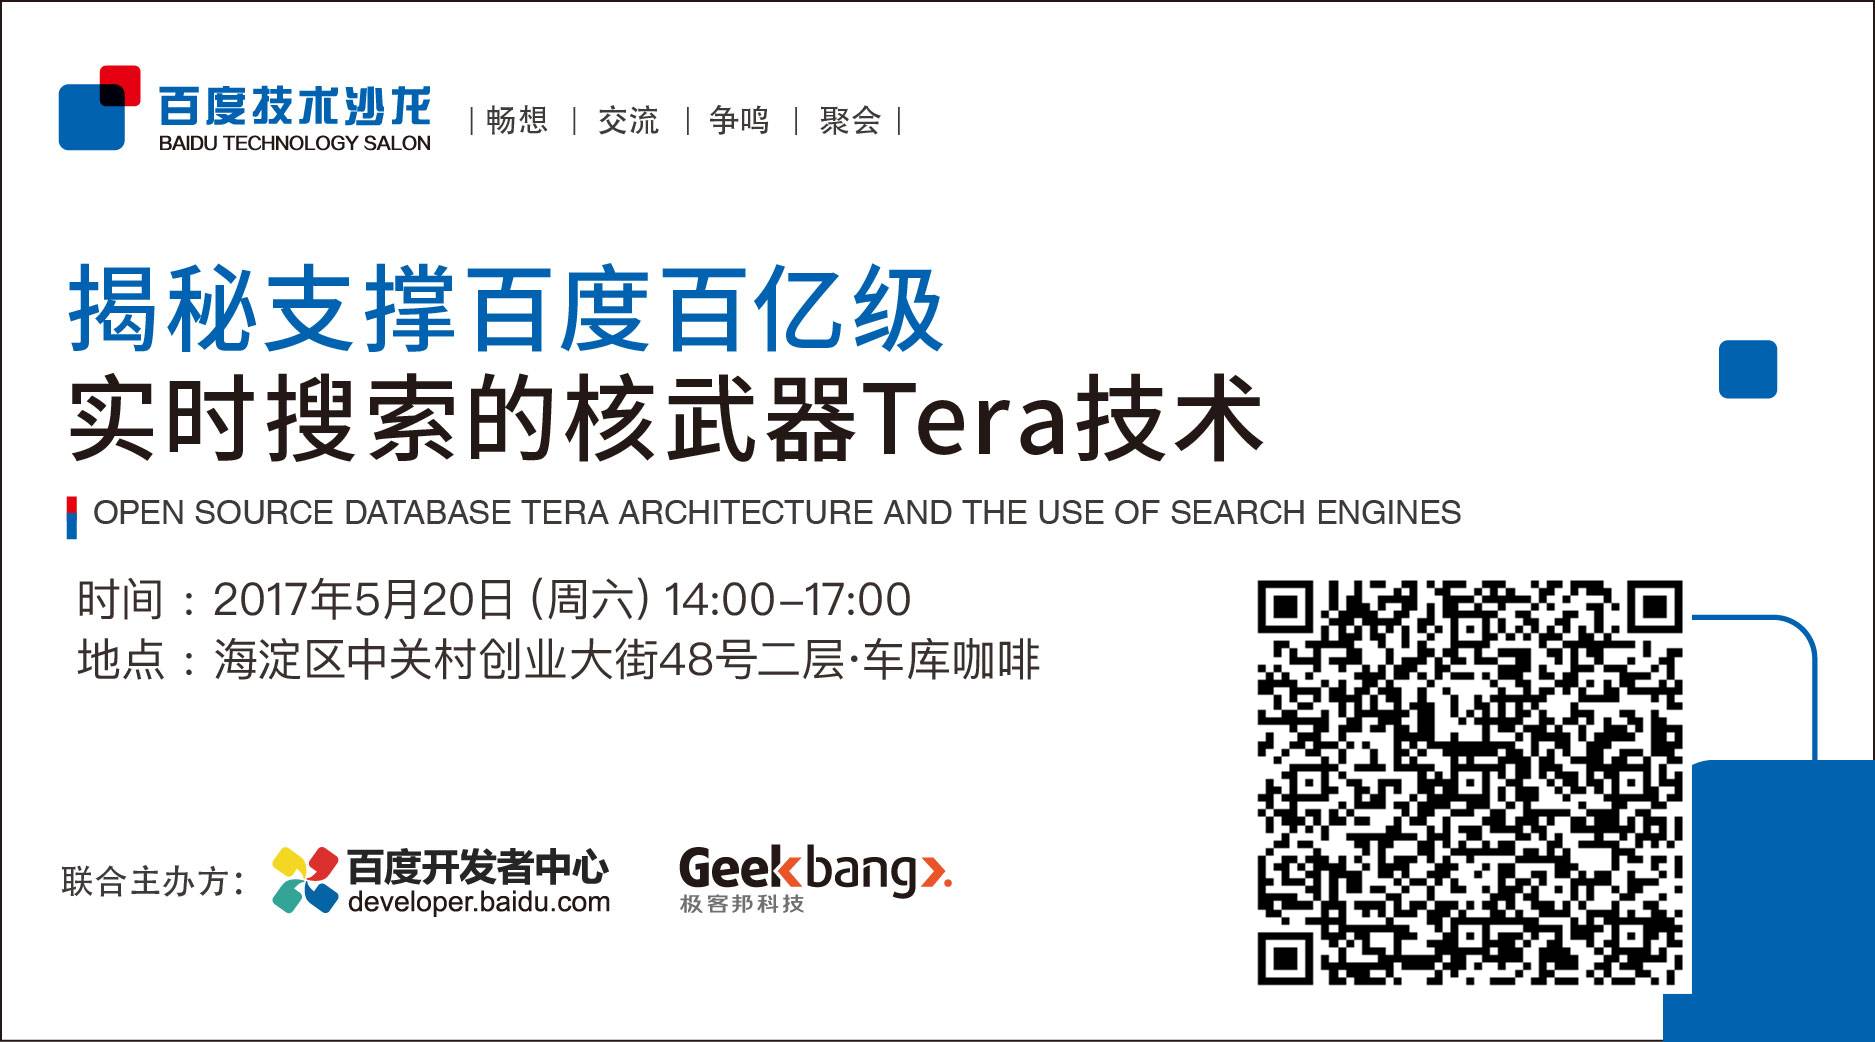 百度技术沙龙
BAIDU TECHNOLOGY SALON
|畅想 | 交流 | 争鸣 | 聚会|
揭秘支撑百度百亿级
实时搜索的核武器Tera技术
OPEN SOURCE DATABASE TERA ARCHITECTURE AND THE USE OF SEARCH ENGINES
时间：2017年5月20日（周六）14:00–17:00
地点：海淀区中关村创业大街48号二层·车库咖啡
联合主办方：
百度开发者中心
developer.baidu.com
Geekbang>.
极客邦科技